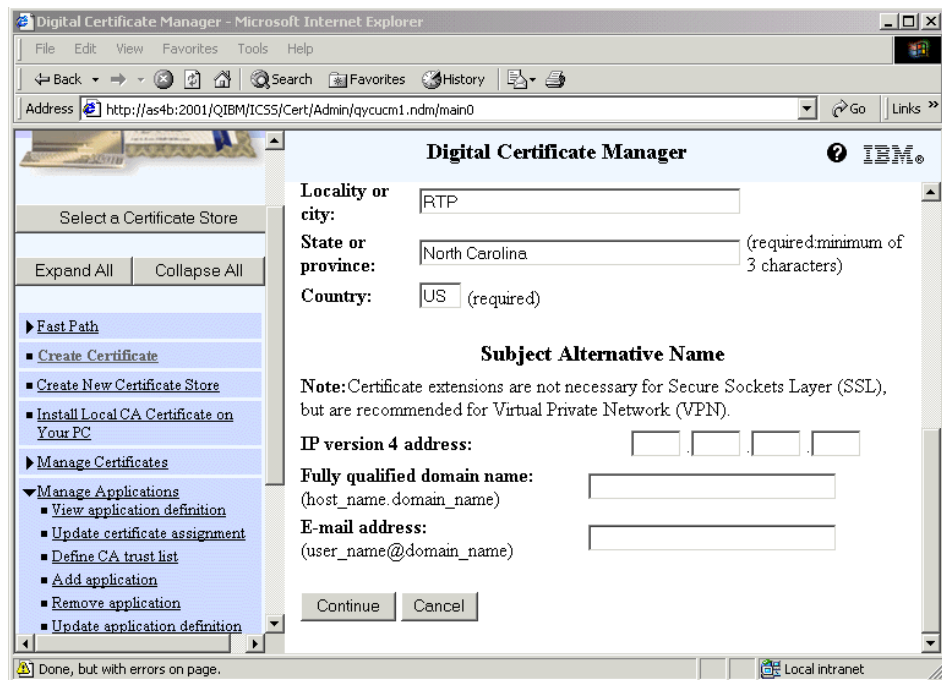 Digital Certificate Manager - Microsoft Internet Explorer
File Edit View Favorites Tools Help
Back Search Favorites History
Address http://as4b:2001/QIBM/ICSS/Cert/Admin/qycucm1.ndm/main0 Go Links »
Select a Certificate Store
Expand All Collapse All
Fast Path
Create Certificate
Create New Certificate Store
Install Local CA Certificate on
Your PC
Manage Certificates
Manage Applications
View application definition
Update certificate assignment
Define CA trust list
Add application
Remove application
Update application definition
Digital Certificate Manager ? IBM®
Locality or
city: RTP
State or
province: North Carolina (required:minimum of
3 characters)
Country: US (required)
Subject Alternative Name
Note:Certificate extensions are not necessary for Secure Sockets Layer (SSL),
but are recommended for Virtual Private Network (VPN).
IP version 4 address: . . .
Fully qualified domain name:
(host_name.domain_name)
E-mail address:
(user_name@domain_name)
Continue Cancel
Done, but with errors on page. Local intranet